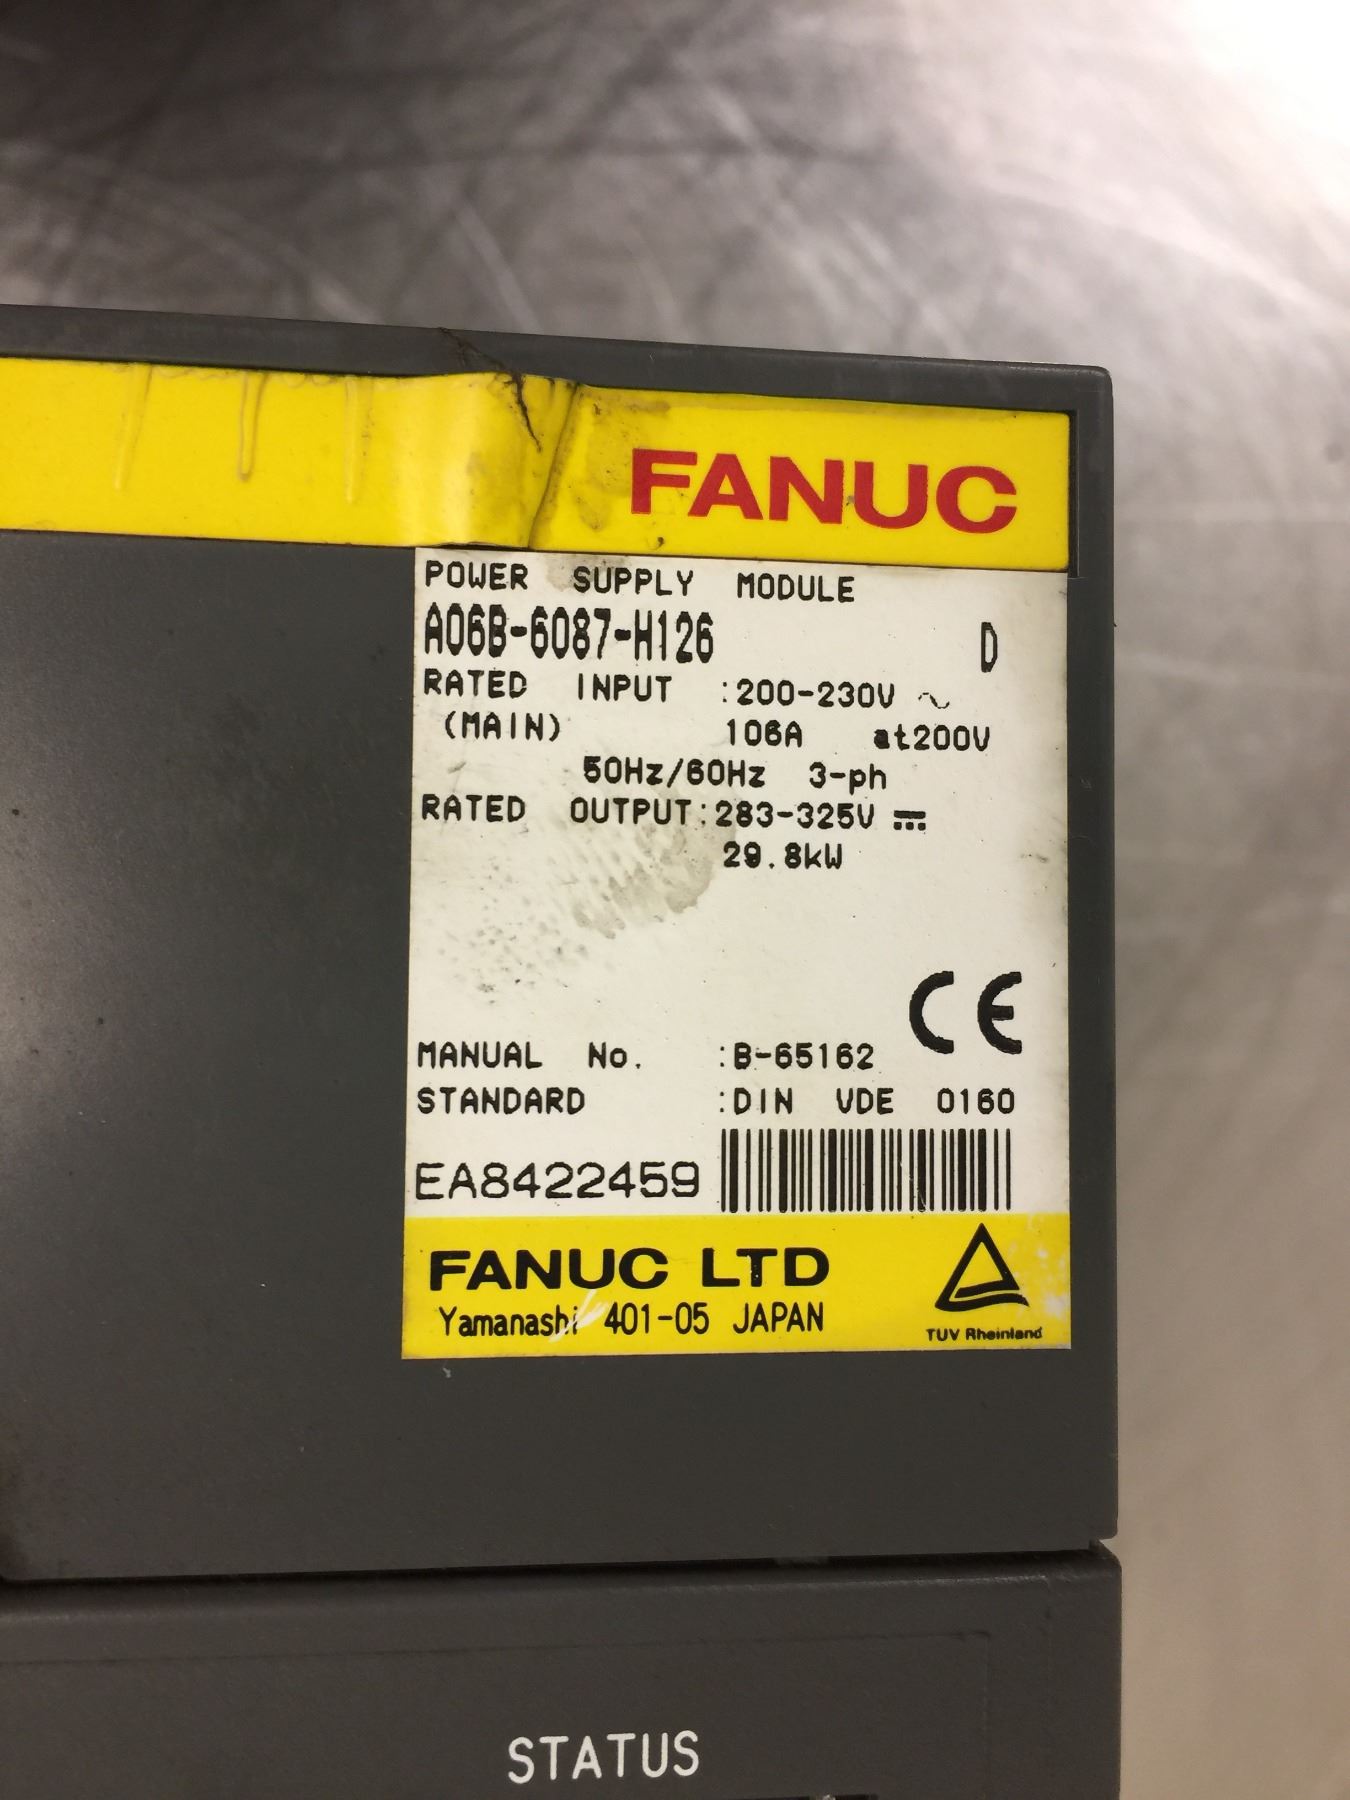 FANUC
POWER SUPPLY MODULE
A06B-6087-H126 D
RATED INPUT :200-230V ~
(MAIN) 106A at200V
50Hz/60Hz 3-ph
RATED OUTPUT:283-325V ⎓
29.8kW
CE
MANUAL No. :B-65162
STANDARD :DIN VDE 0160
EA8422459
FANUC LTD
Yamanashi 401-05 JAPAN
TUV Rheinland
STATUS